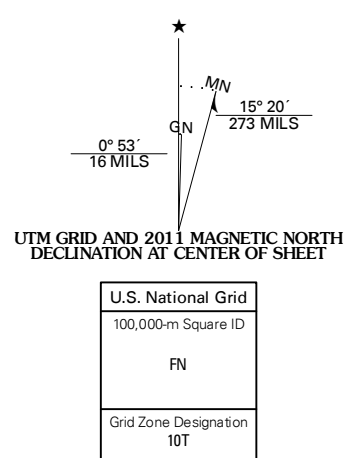 ★
MN
15° 20´
273 MILS
GN
0° 53´
16 MILS
UTM GRID AND 2011 MAGNETIC NORTH
DECLINATION AT CENTER OF SHEET
U.S. National Grid
100,000-m Square ID
FN
Grid Zone Designation
10T